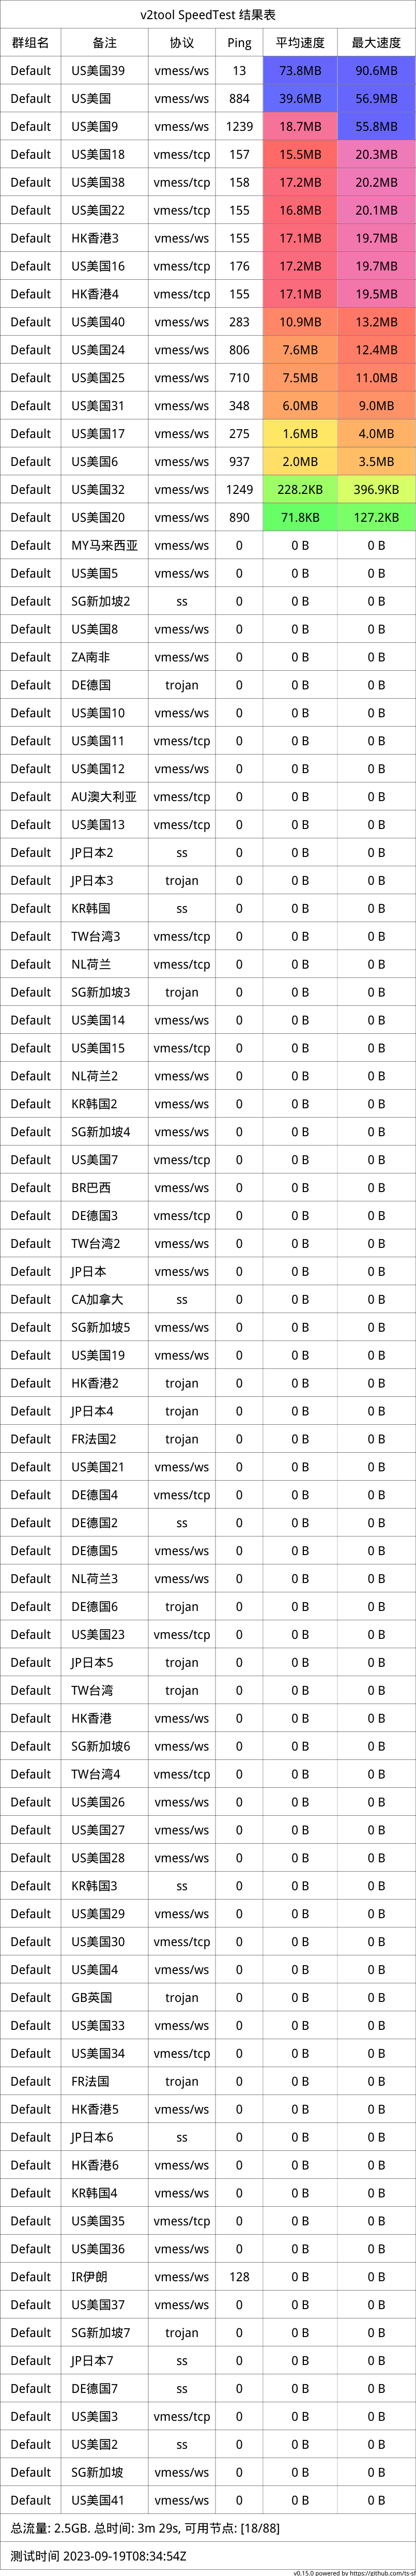 v2tool SpeedTest 结果表
群组名 备注 协议 Ping 平均速度 最大速度
Default US美国39 vmess/ws 13 73.8MB 90.6MB
Default US美国 vmess/ws 884 39.6MB 56.9MB
Default US美国9 vmess/ws 1239 18.7MB 55.8MB
Default US美国18 vmess/tcp 157 15.5MB 20.3MB
Default US美国38 vmess/tcp 158 17.2MB 20.2MB
Default US美国22 vmess/tcp 155 16.8MB 20.1MB
Default HK香港3 vmess/ws 155 17.1MB 19.7MB
Default US美国16 vmess/tcp 176 17.2MB 19.7MB
Default HK香港4 vmess/tcp 155 17.1MB 19.5MB
Default US美国40 vmess/ws 283 10.9MB 13.2MB
Default US美国24 vmess/ws 806 7.6MB 12.4MB
Default US美国25 vmess/ws 710 7.5MB 11.0MB
Default US美国31 vmess/ws 348 6.0MB 9.0MB
Default US美国17 vmess/ws 275 1.6MB 4.0MB
Default US美国6 vmess/ws 937 2.0MB 3.5MB
Default US美国32 vmess/ws 1249 228.2KB 396.9KB
Default US美国20 vmess/ws 890 71.8KB 127.2KB
Default MY马来西亚 vmess/ws 0 0 B 0 B
Default US美国5 vmess/ws 0 0 B 0 B
Default SG新加坡2 ss 0 0 B 0 B
Default US美国8 vmess/ws 0 0 B 0 B
Default ZA南非 vmess/ws 0 0 B 0 B
Default DE德国 trojan 0 0 B 0 B
Default US美国10 vmess/ws 0 0 B 0 B
Default US美国11 vmess/tcp 0 0 B 0 B
Default US美国12 vmess/ws 0 0 B 0 B
Default AU澳大利亚 vmess/tcp 0 0 B 0 B
Default US美国13 vmess/tcp 0 0 B 0 B
Default JP日本2 ss 0 0 B 0 B
Default JP日本3 trojan 0 0 B 0 B
Default KR韩国 ss 0 0 B 0 B
Default TW台湾3 vmess/tcp 0 0 B 0 B
Default NL荷兰 vmess/tcp 0 0 B 0 B
Default SG新加坡3 trojan 0 0 B 0 B
Default US美国14 vmess/ws 0 0 B 0 B
Default US美国15 vmess/tcp 0 0 B 0 B
Default NL荷兰2 vmess/ws 0 0 B 0 B
Default KR韩国2 vmess/ws 0 0 B 0 B
Default SG新加坡4 vmess/ws 0 0 B 0 B
Default US美国7 vmess/tcp 0 0 B 0 B
Default BR巴西 vmess/ws 0 0 B 0 B
Default DE德国3 vmess/tcp 0 0 B 0 B
Default TW台湾2 vmess/ws 0 0 B 0 B
Default JP日本 vmess/ws 0 0 B 0 B
Default CA加拿大 ss 0 0 B 0 B
Default SG新加坡5 vmess/ws 0 0 B 0 B
Default US美国19 vmess/ws 0 0 B 0 B
Default HK香港2 trojan 0 0 B 0 B
Default JP日本4 trojan 0 0 B 0 B
Default FR法国2 trojan 0 0 B 0 B
Default US美国21 vmess/ws 0 0 B 0 B
Default DE德国4 vmess/tcp 0 0 B 0 B
Default DE德国2 ss 0 0 B 0 B
Default DE德国5 vmess/ws 0 0 B 0 B
Default NL荷兰3 vmess/ws 0 0 B 0 B
Default DE德国6 trojan 0 0 B 0 B
Default US美国23 vmess/tcp 0 0 B 0 B
Default JP日本5 trojan 0 0 B 0 B
Default TW台湾 trojan 0 0 B 0 B
Default HK香港 vmess/ws 0 0 B 0 B
Default SG新加坡6 vmess/ws 0 0 B 0 B
Default TW台湾4 vmess/tcp 0 0 B 0 B
Default US美国26 vmess/ws 0 0 B 0 B
Default US美国27 vmess/ws 0 0 B 0 B
Default US美国28 vmess/ws 0 0 B 0 B
Default KR韩国3 ss 0 0 B 0 B
Default US美国29 vmess/ws 0 0 B 0 B
Default US美国30 vmess/tcp 0 0 B 0 B
Default US美国4 vmess/ws 0 0 B 0 B
Default GB英国 trojan 0 0 B 0 B
Default US美国33 vmess/ws 0 0 B 0 B
Default US美国34 vmess/tcp 0 0 B 0 B
Default FR法国 trojan 0 0 B 0 B
Default HK香港5 vmess/ws 0 0 B 0 B
Default JP日本6 ss 0 0 B 0 B
Default HK香港6 vmess/ws 0 0 B 0 B
Default KR韩国4 vmess/ws 0 0 B 0 B
Default US美国35 vmess/tcp 0 0 B 0 B
Default US美国36 vmess/ws 0 0 B 0 B
Default IR伊朗 vmess/ws 128 0 B 0 B
Default US美国37 vmess/ws 0 0 B 0 B
Default SG新加坡7 trojan 0 0 B 0 B
Default JP日本7 ss 0 0 B 0 B
Default DE德国7 ss 0 0 B 0 B
Default US美国3 vmess/tcp 0 0 B 0 B
Default US美国2 ss 0 0 B 0 B
Default SG新加坡 vmess/ws 0 0 B 0 B
Default US美国41 vmess/ws 0 0 B 0 B
总流量: 2.5GB. 总时间: 3m 29s, 可用节点: [18/88]
测试时间 2023-09-19T08:34:54Z
v0.15.0 powered by https://github.com/ts-sf